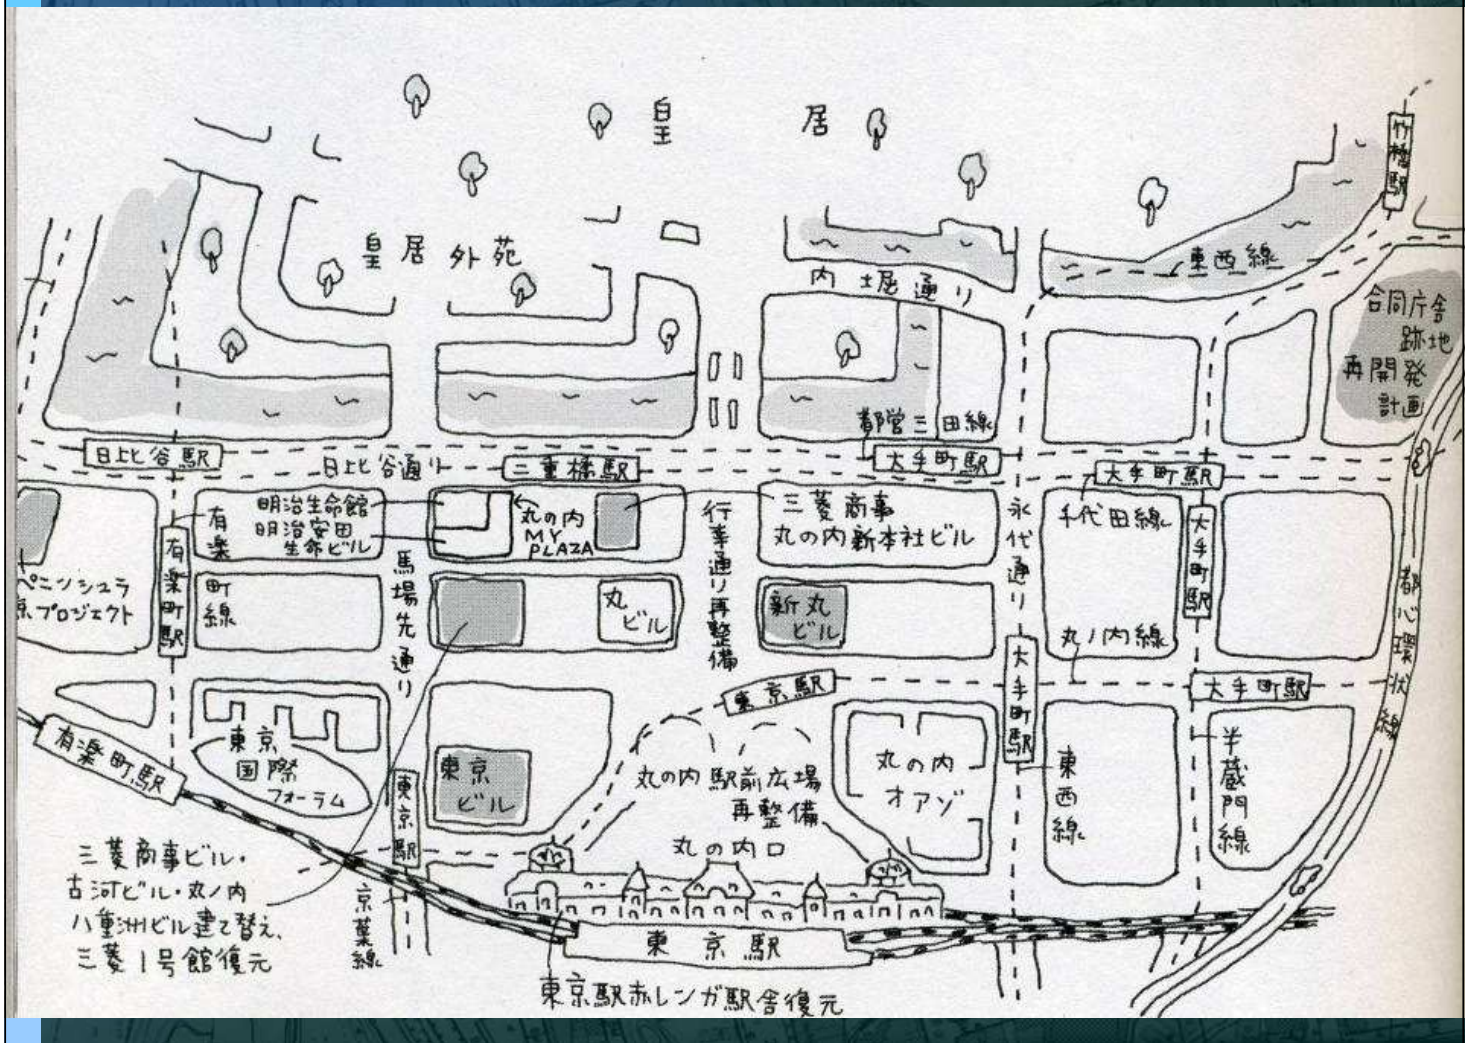 皇居
竹橋駅
皇居外苑
東西線
内堀通り
合同庁舎
跡地
再開発
計画
都営三田線
日比谷駅
日比谷通り
二重橋駅
大手町駅
大手町駅
千代田線
明治生命館
明治安田
生命ビル
丸の内
MY
PLAZA
三菱商事
丸の内新本社ビル
行幸通り再整備
永代通り
大手町駅
有楽町線
有楽町駅
馬場先通り
ペニンシュラ
京プロジェクト
丸
ビル
新丸
ビル
丸ノ内線
都心環状線
大手町駅
大手町駅
東京駅
有楽町駅
東京
国際
フォーラム
東京駅
東京
ビル
丸の内駅前広場
再整備
丸の内
オアゾ
東西線
半蔵門線
丸の内口
三菱商事ビル・
古河ビル・丸ノ内
八重洲ビル建て替え、
三菱1号館復元
京葉線
東京駅
東京駅赤レンガ駅舎復元